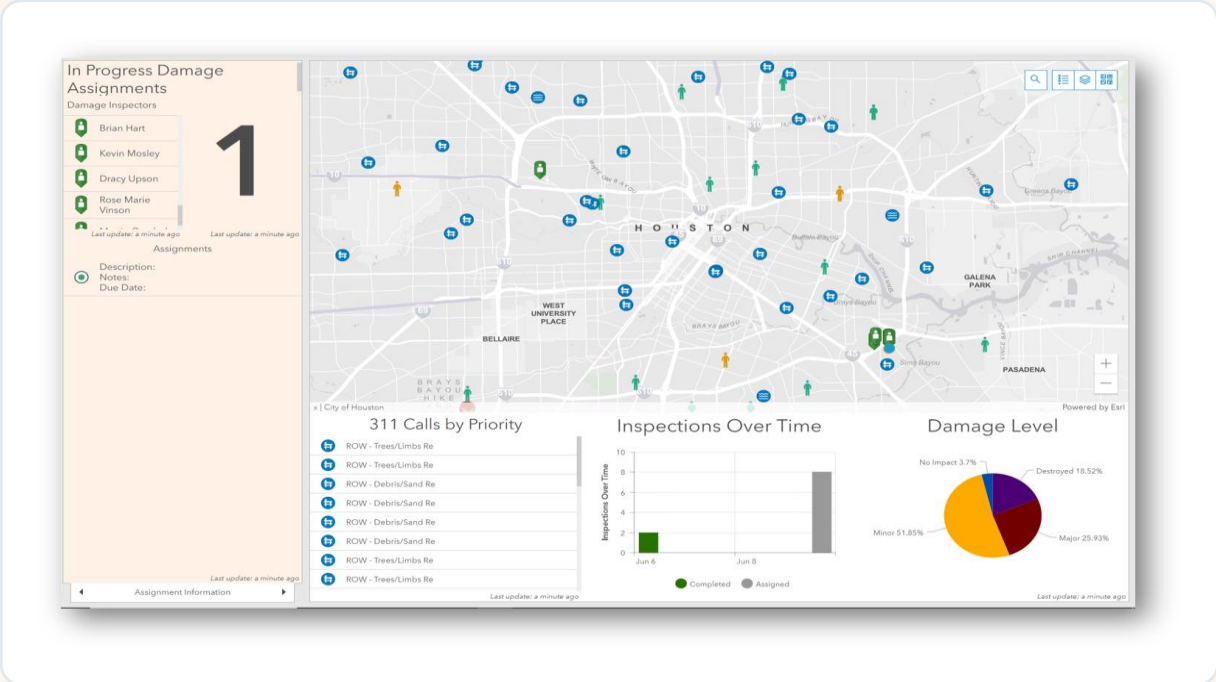 In Progress Damage
Assignments
Damage Inspectors
Brian Hart
Kevin Mosley
Dracy Upson
Rose Marie
Vinson
1
Last update: a minute ago
Last update: a minute ago
Assignments
Description:
Notes:
Due Date:
Last update: a minute ago
Assignment Information
HOUSTON
Buffalo Bayou
Greens Bayou
SHIP CHANNEL
SHIP CHANNEL
GALENA
PARK
WEST
UNIVERSITY
PLACE
BRAYS BAYOU
BELLAIRE
Sims Bayou
PASADENA
BRAYS
BAYOU
HIKE
| City of Houston
Powered by Esri
311 Calls by Priority
ROW - Trees/Limbs Re
ROW - Trees/Limbs Re
ROW - Debris/Sand Re
ROW - Debris/Sand Re
ROW - Debris/Sand Re
ROW - Debris/Sand Re
ROW - Trees/Limbs Re
ROW - Trees/Limbs Re
Last update: a minute ago
Inspections Over Time
Inspections Over Time
10
8
6
4
2
0
Jun 6
Jun 8
Completed
Assigned
Damage Level
No Impact 3.7%
Destroyed 18.52%
Minor 51.85%
Major 25.93%
Last update: a minute ago